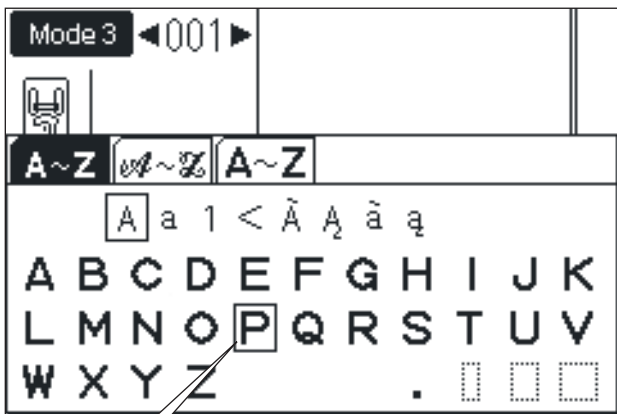 Mode 3 ◄001►
A~Z 𝒜~𝒵 A~Z
A a 1 < Ã Ą ã ą
A B C D E F G H I J K
L M N O P Q R S T U V
W X Y Z .